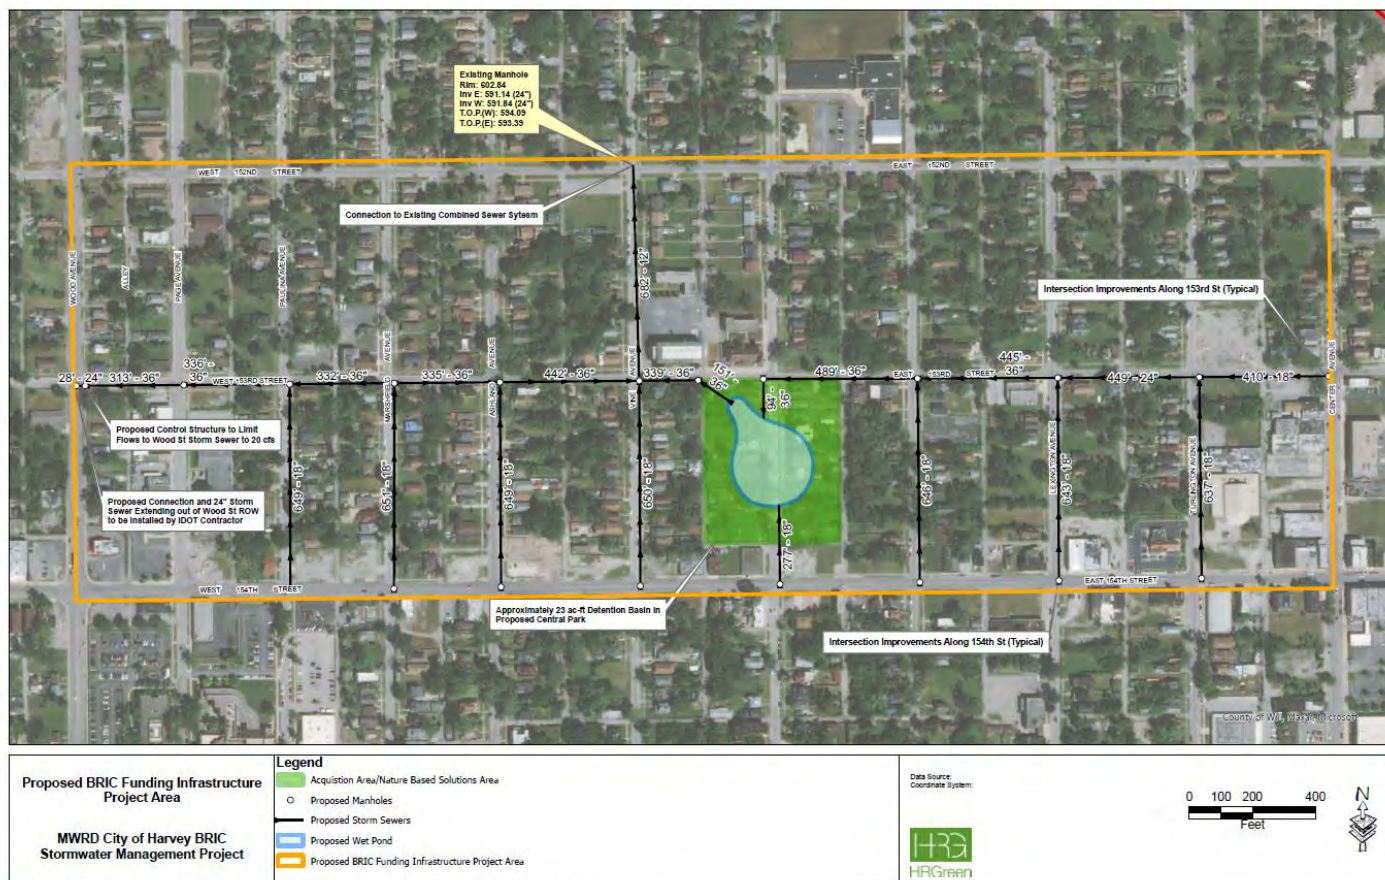 Existing Manhole
Rim: 602.84
Inv E: 591.14 (24")
Inv W: 591.84 (24")
T.O.P.(W): 594.09
T.O.P.(E): 593.39
WEST 152ND STREET
EAST 152ND STREET
Connection to Existing Combined Sewer Sytesm
WOOD AVENUE
ALLEY
PAGE AVENUE
PAULINA AVENUE
682' - 12"
Intersection Improvements Along 153rd St (Typical)
MARSHFIELD AVENUE
ASHLAND AVENUE
VINE AVENUE
CENTER AVENUE
28' - 24"
313' - 36"
336' - 36"
WEST 153RD STREET
332' - 36"
335' - 36"
442' - 36"
339' - 36"
151' - 36"
94' - 36"
489' - 36"
EAST 153RD STREET
445' - 36"
449' - 24"
410' - 18"
Proposed Control Structure to Limit
Flows to Wood St Storm Sewer to 20 cfs
Proposed Connection and 24" Storm
Sewer Extending out of Wood St ROW
to be Installed by IDOT Contractor
649' - 18"
651' - 18"
649' - 18"
650' - 18"
277' - 18"
646' - 18"
LEXINGTON AVENUE
643' - 18"
TURLINGTON AVENUE
637' - 18"
WEST 154TH STREET
EAST 154TH STREET
Approximately 23 ac-ft Detention Basin in
Proposed Central Park
Intersection Improvements Along 154th St (Typical)
County of Will, Maxar, Microsoft
Proposed BRIC Funding Infrastructure
Project Area
MWRD City of Harvey BRIC
Stormwater Management Project
Legend
Acquistion Area/Nature Based Solutions Area
Proposed Manholes
Proposed Storm Sewers
Proposed Wet Pond
Proposed BRIC Funding Infrastructure Project Area
Data Source:
Coordinate System:
HRG
HRGreen
0 100 200 400
Feet
N